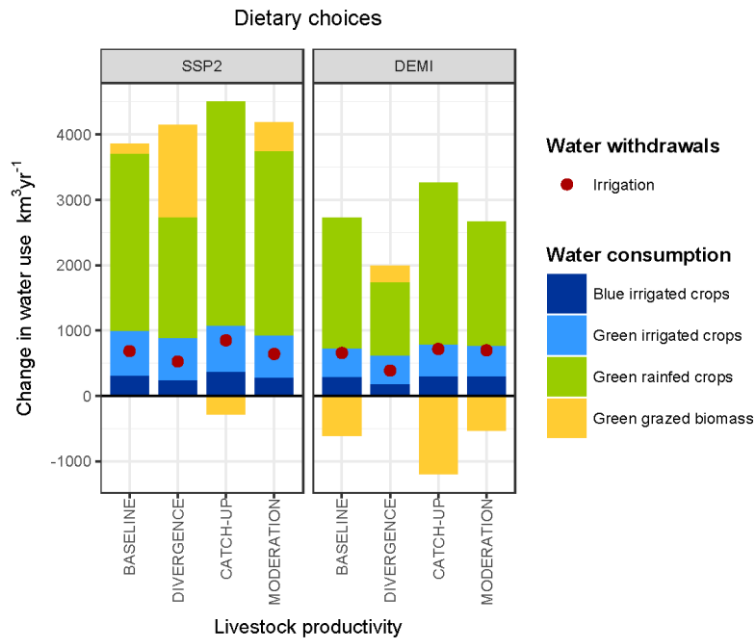 Dietary choices
SSP2
DEMI
Change in water use km³yr⁻¹
4000
3000
2000
1000
0
-1000
BASELINE
DIVERGENCE
CATCH-UP
MODERATION
BASELINE
DIVERGENCE
CATCH-UP
MODERATION
Livestock productivity
Water withdrawals
Irrigation
Water consumption
Blue irrigated crops
Green irrigated crops
Green rainfed crops
Green grazed biomass